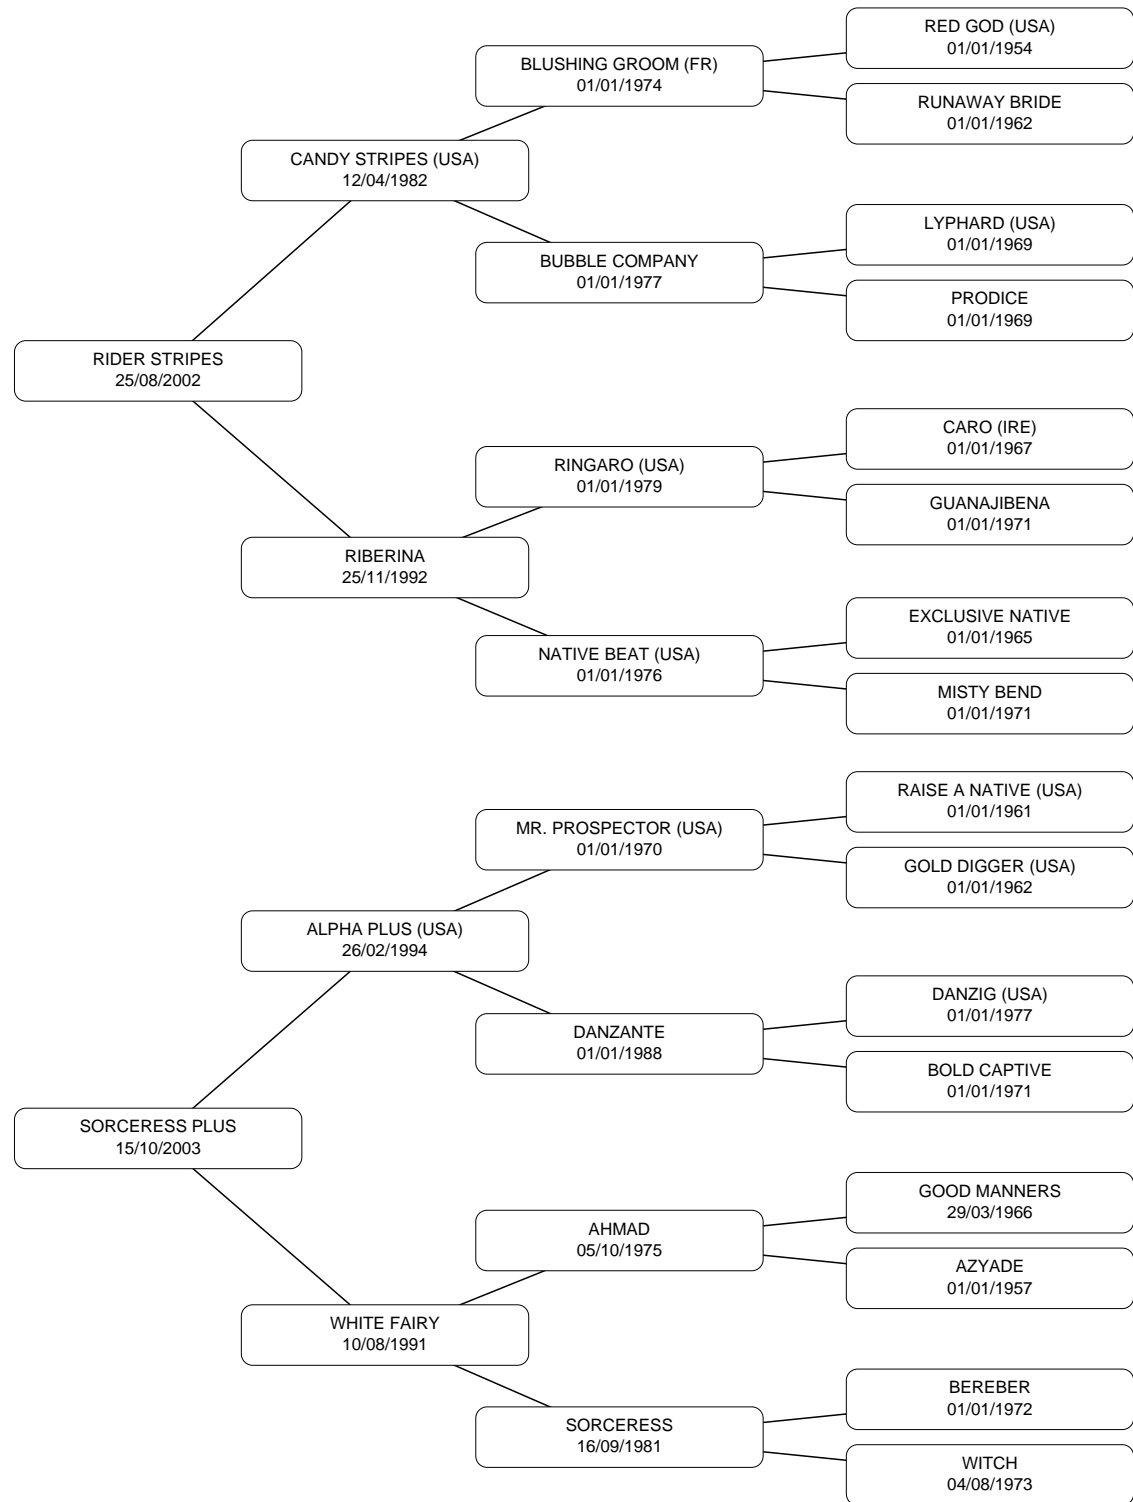 RED GOD (USA)
01/01/1954
BLUSHING GROOM (FR)
01/01/1974
RUNAWAY BRIDE
01/01/1962
CANDY STRIPES (USA)
12/04/1982
LYPHARD (USA)
01/01/1969
BUBBLE COMPANY
01/01/1977
PRODICE
01/01/1969
RIDER STRIPES
25/08/2002
CARO (IRE)
01/01/1967
RINGARO (USA)
01/01/1979
GUANAJIBENA
01/01/1971
RIBERINA
25/11/1992
EXCLUSIVE NATIVE
01/01/1965
NATIVE BEAT (USA)
01/01/1976
MISTY BEND
01/01/1971
RAISE A NATIVE (USA)
01/01/1961
MR. PROSPECTOR (USA)
01/01/1970
GOLD DIGGER (USA)
01/01/1962
ALPHA PLUS (USA)
26/02/1994
DANZIG (USA)
01/01/1977
DANZANTE
01/01/1988
BOLD CAPTIVE
01/01/1971
SORCERESS PLUS
15/10/2003
GOOD MANNERS
29/03/1966
AHMAD
05/10/1975
AZYADE
01/01/1957
WHITE FAIRY
10/08/1991
BEREBER
01/01/1972
SORCERESS
16/09/1981
WITCH
04/08/1973